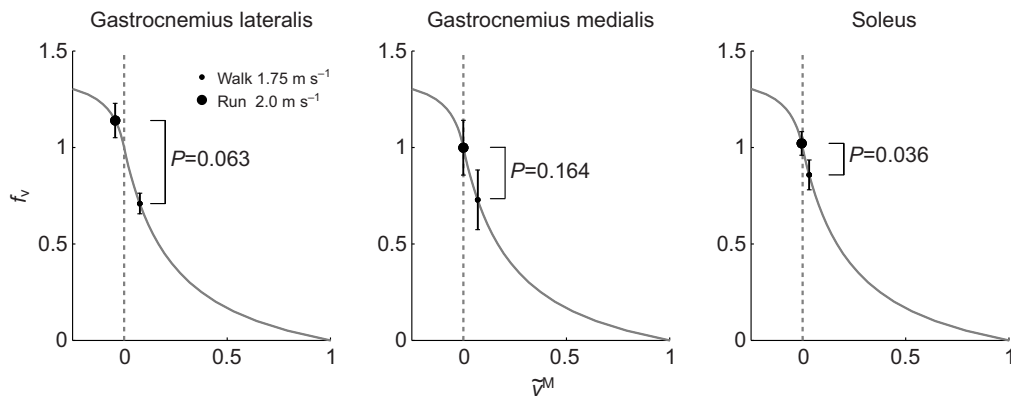 Gastrocnemius lateralis
Gastrocnemius medialis
Soleus
1.5
1
0.5
0
fᵥ
Walk 1.75 m s⁻¹
Run 2.0 m s⁻¹
P=0.063
0 0.5 1
1.5
1
0.5
0
P=0.164
0 0.5 1
ṽᴹ
1.5
1
0.5
0
P=0.036
0 0.5 1